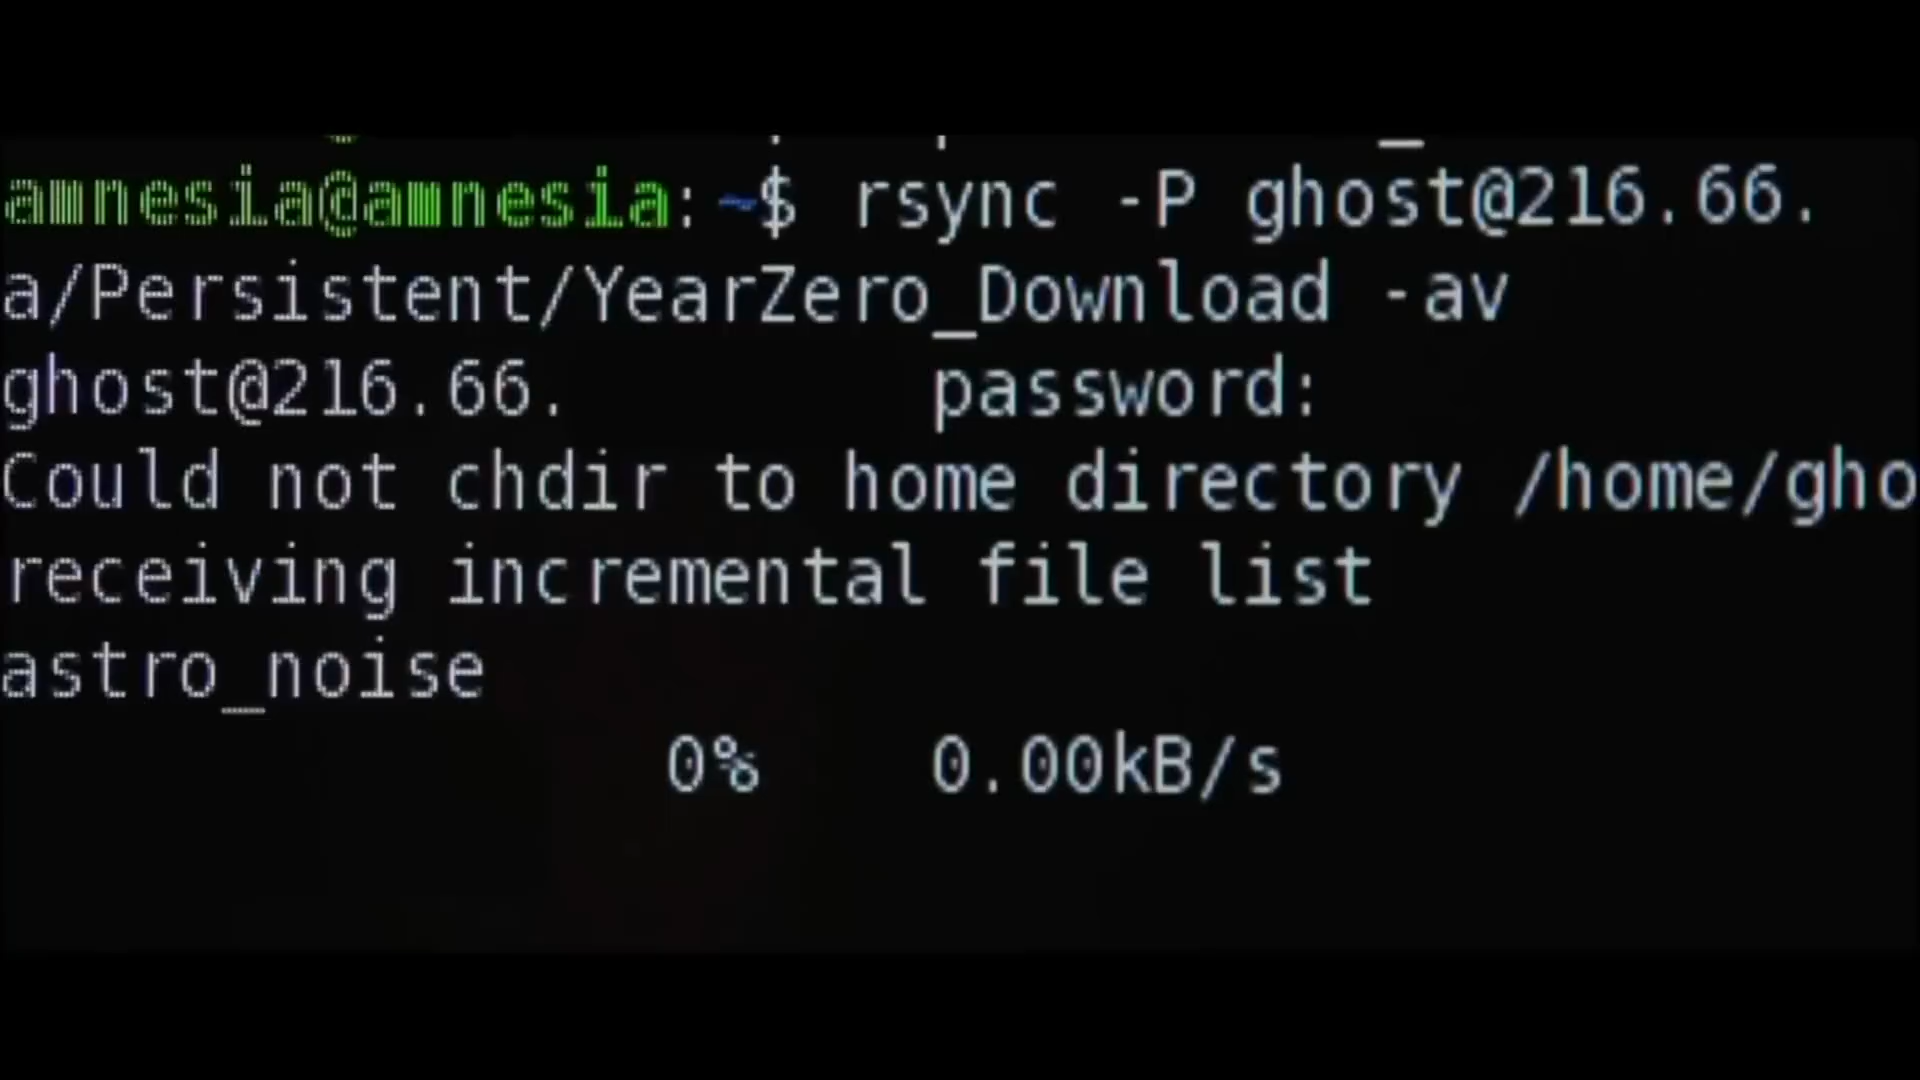 amnesia@amnesia:~$ rsync -P ghost@216.66.
a/Persistent/YearZero_Download -av
ghost@216.66. password:
Could not chdir to home directory /home/gho
receiving incremental file list
astro_noise
0% 0.00kB/s